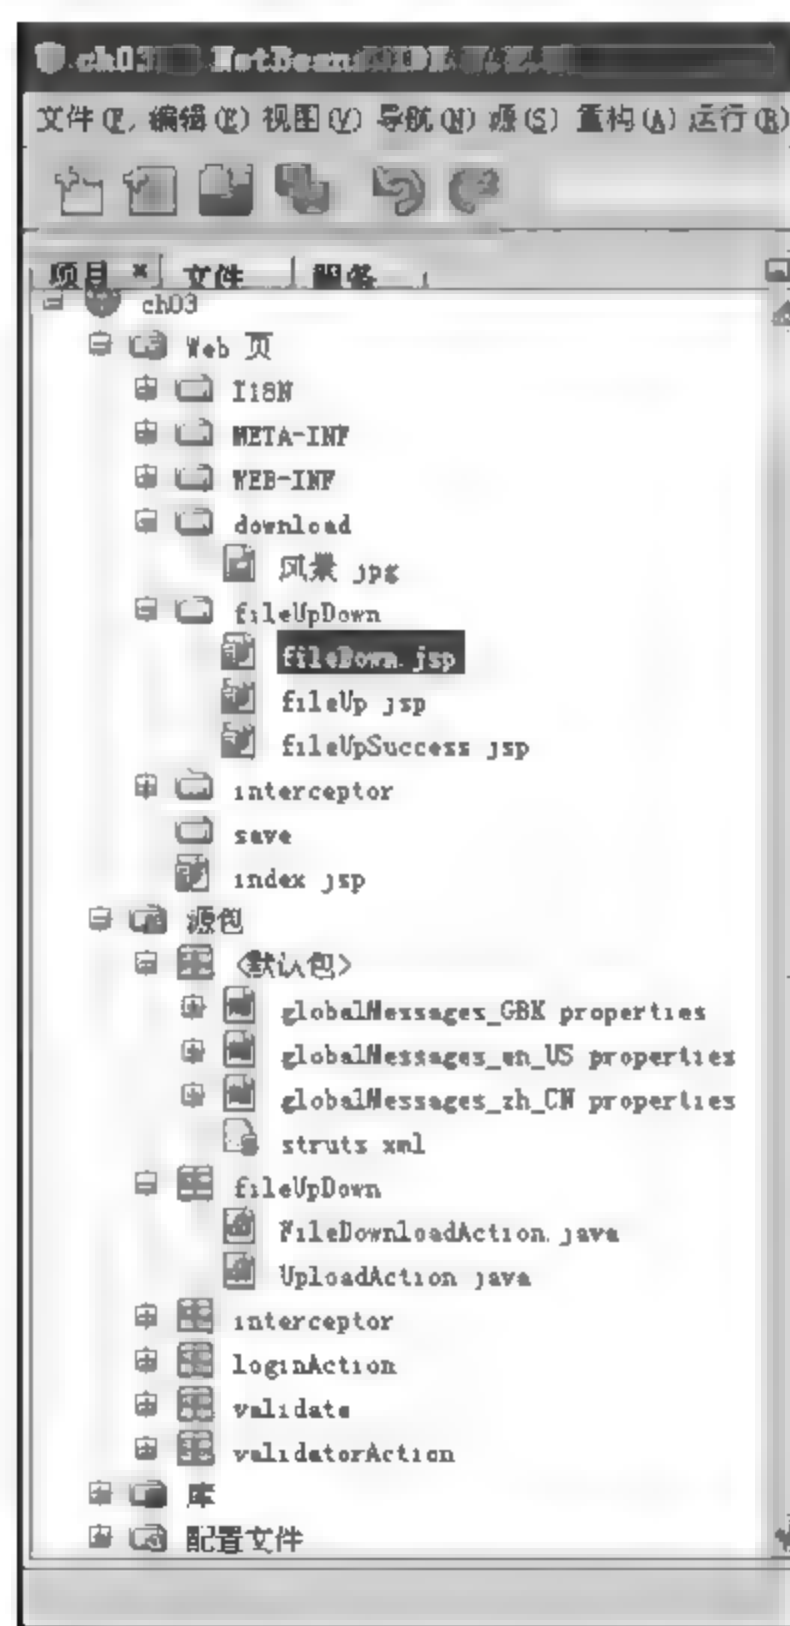 ch03 NetBeans IDE
文件(F) 编辑(E) 视图(V) 导航(N) 源(S) 重构(A) 运行(R)
项目 文件 服务
ch03
Web 页
I18N
META-INF
WEB-INF
download
风景 jpg
fileUpDown
fileDown.jsp
fileUp jsp
fileUpSuccess jsp
interceptor
save
index jsp
源包
<默认包>
globalMessages_GBK properties
globalMessages_en_US properties
globalMessages_zh_CN properties
struts xml
fileUpDown
FileDownloadAction.java
UploadAction java
interceptor
loginAction
validate
validatorAction
库
配置文件